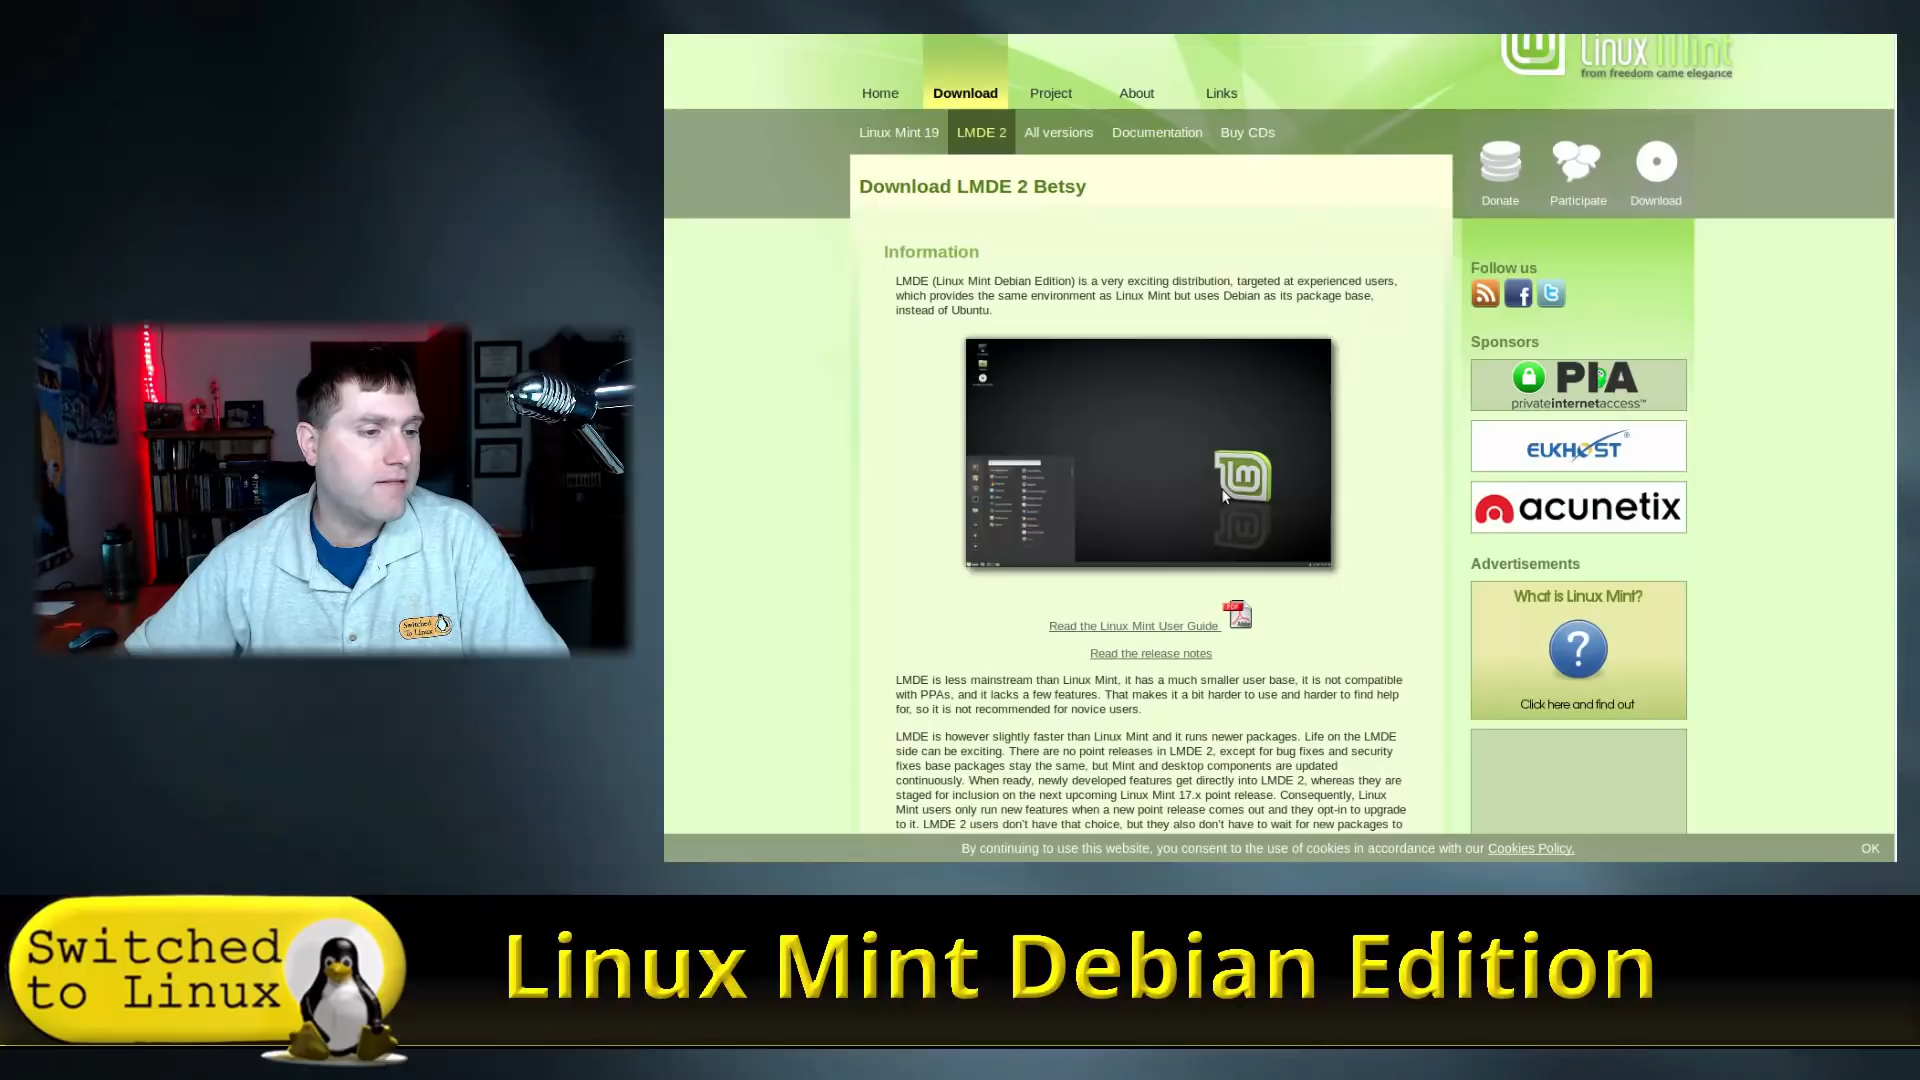 Linux Mint
from freedom came elegance
Home
Download
Project
About
Links
Linux Mint 19
LMDE 2
All versions
Documentation
Buy CDs
Donate
Participate
Download
Download LMDE 2 Betsy
Information
LMDE (Linux Mint Debian Edition) is a very exciting distribution, targeted at experienced users,
which provides the same environment as Linux Mint but uses Debian as its package base,
instead of Ubuntu.
PDF
Read the Linux Mint User Guide
Read the release notes
LMDE is less mainstream than Linux Mint, it has a much smaller user base, it is not compatible
with PPAs, and it lacks a few features. That makes it a bit harder to use and harder to find help
for, so it is not recommended for novice users.
LMDE is however slightly faster than Linux Mint and it runs newer packages. Life on the LMDE
side can be exciting. There are no point releases in LMDE 2, except for bug fixes and security
fixes base packages stay the same, but Mint and desktop components are updated
continuously. When ready, newly developed features get directly into LMDE 2, whereas they are
staged for inclusion on the next upcoming Linux Mint 17.x point release. Consequently, Linux
Mint users only run new features when a new point release comes out and they opt-in to upgrade
to it. LMDE 2 users don't have that choice, but they also don't have to wait for new packages to
Follow us
Sponsors
PIA
privateinternetaccess™
EUKHOST®
acunetix
Advertisements
What is Linux Mint?
?
Click here and find out
By continuing to use this website, you consent to the use of cookies in accordance with our Cookies Policy.
OK
Switched
to Linux
Switched
to Linux
Linux Mint Debian Edition